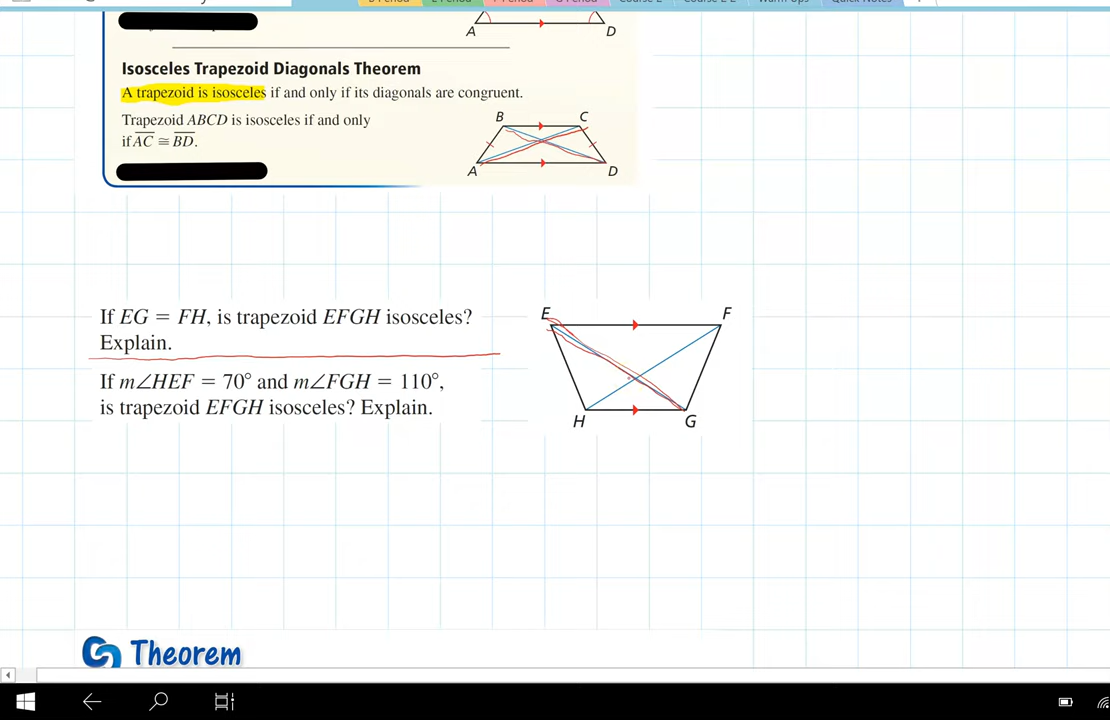 A D
Isosceles Trapezoid Diagonals Theorem
A trapezoid is isosceles if and only if its diagonals are congruent.
Trapezoid ABCD is isosceles if and only
if AC ≅ BD.
B C
A D
If EG = FH, is trapezoid EFGH isosceles?
Explain.
If m∠HEF = 70° and m∠FGH = 110°,
is trapezoid EFGH isosceles? Explain.
E F
H G
Theorem